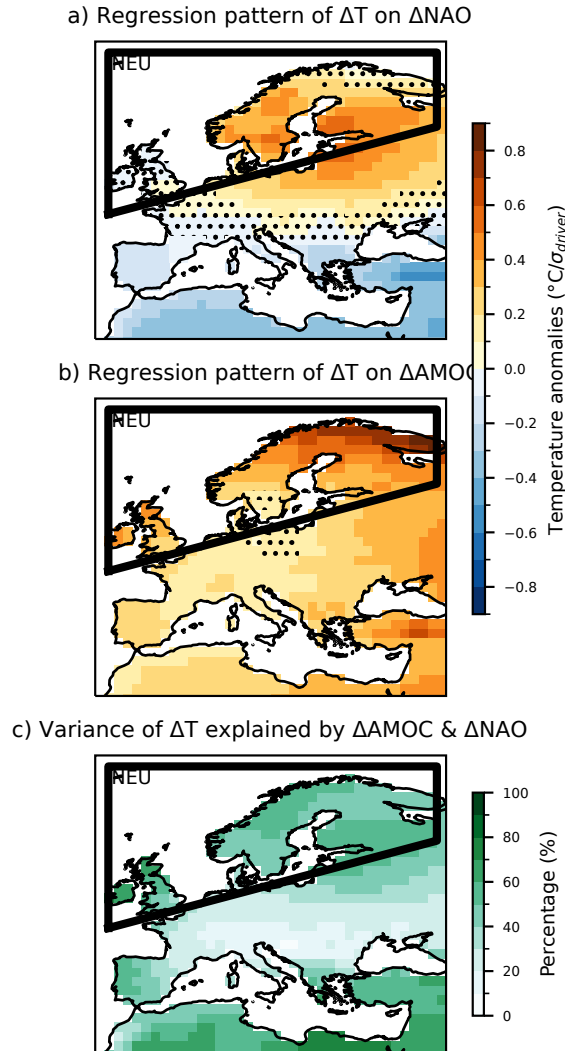 a) Regression pattern of ΔT on ΔNAO
NEU
b) Regression pattern of ΔT on ΔAMOC
NEU
0.8
0.6
0.4
0.2
0.0
−0.2
−0.4
−0.6
−0.8
Temperature anomalies (°C/σdriver)
c) Variance of ΔT explained by ΔAMOC & ΔNAO
NEU
100
80
60
40
20
0
Percentage (%)